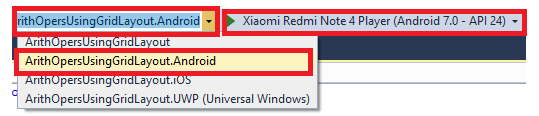 rithOpersUsingGridLayout.Android Xiaomi Redmi Note 4 Player (Android 7.0 - API 24)
ArithOpersUsingGridLayout
ArithOpersUsingGridLayout.Android
ArithOpersUsingGridLayout.iOS
ArithOpersUsingGridLayout.UWP (Universal Windows)